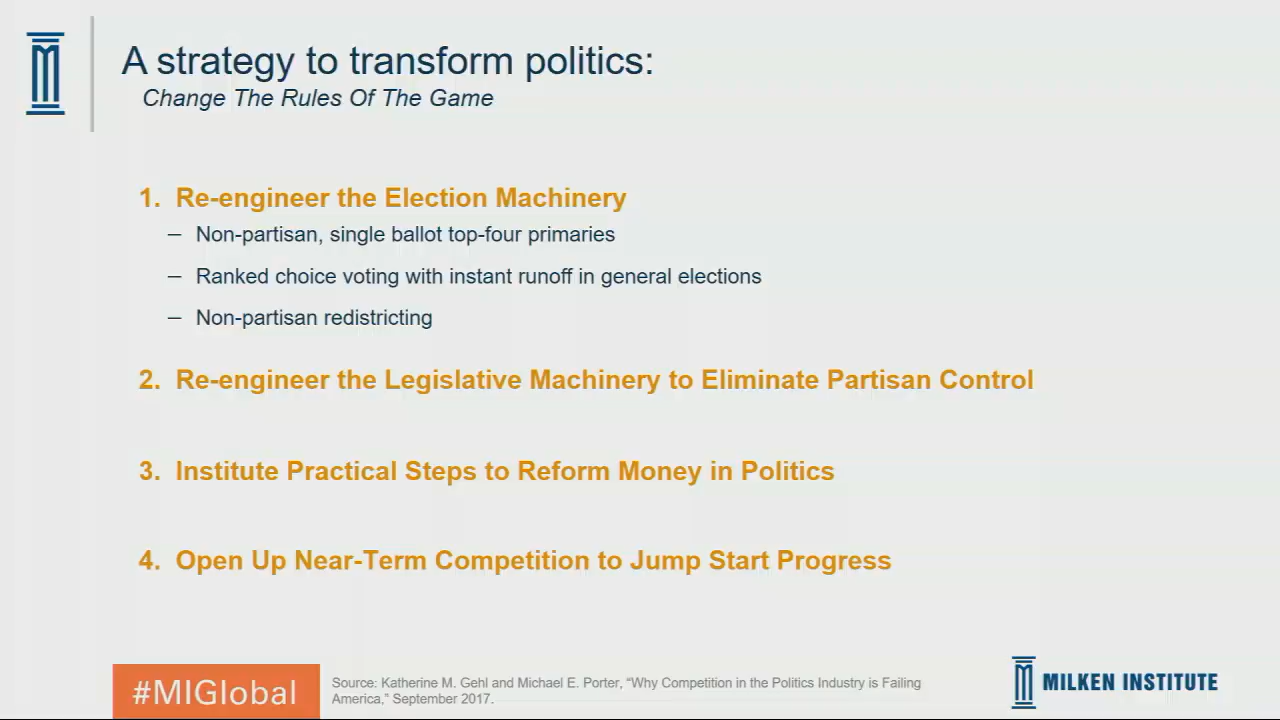 A strategy to transform politics:
Change The Rules Of The Game
1. Re-engineer the Election Machinery
– Non-partisan, single ballot top-four primaries
– Ranked choice voting with instant runoff in general elections
– Non-partisan redistricting
2. Re-engineer the Legislative Machinery to Eliminate Partisan Control
3. Institute Practical Steps to Reform Money in Politics
4. Open Up Near-Term Competition to Jump Start Progress
#MIGlobal
Source: Katherine M. Gehl and Michael E. Porter, “Why Competition in the Politics Industry is Failing
America,” September 2017.
MILKEN INSTITUTE